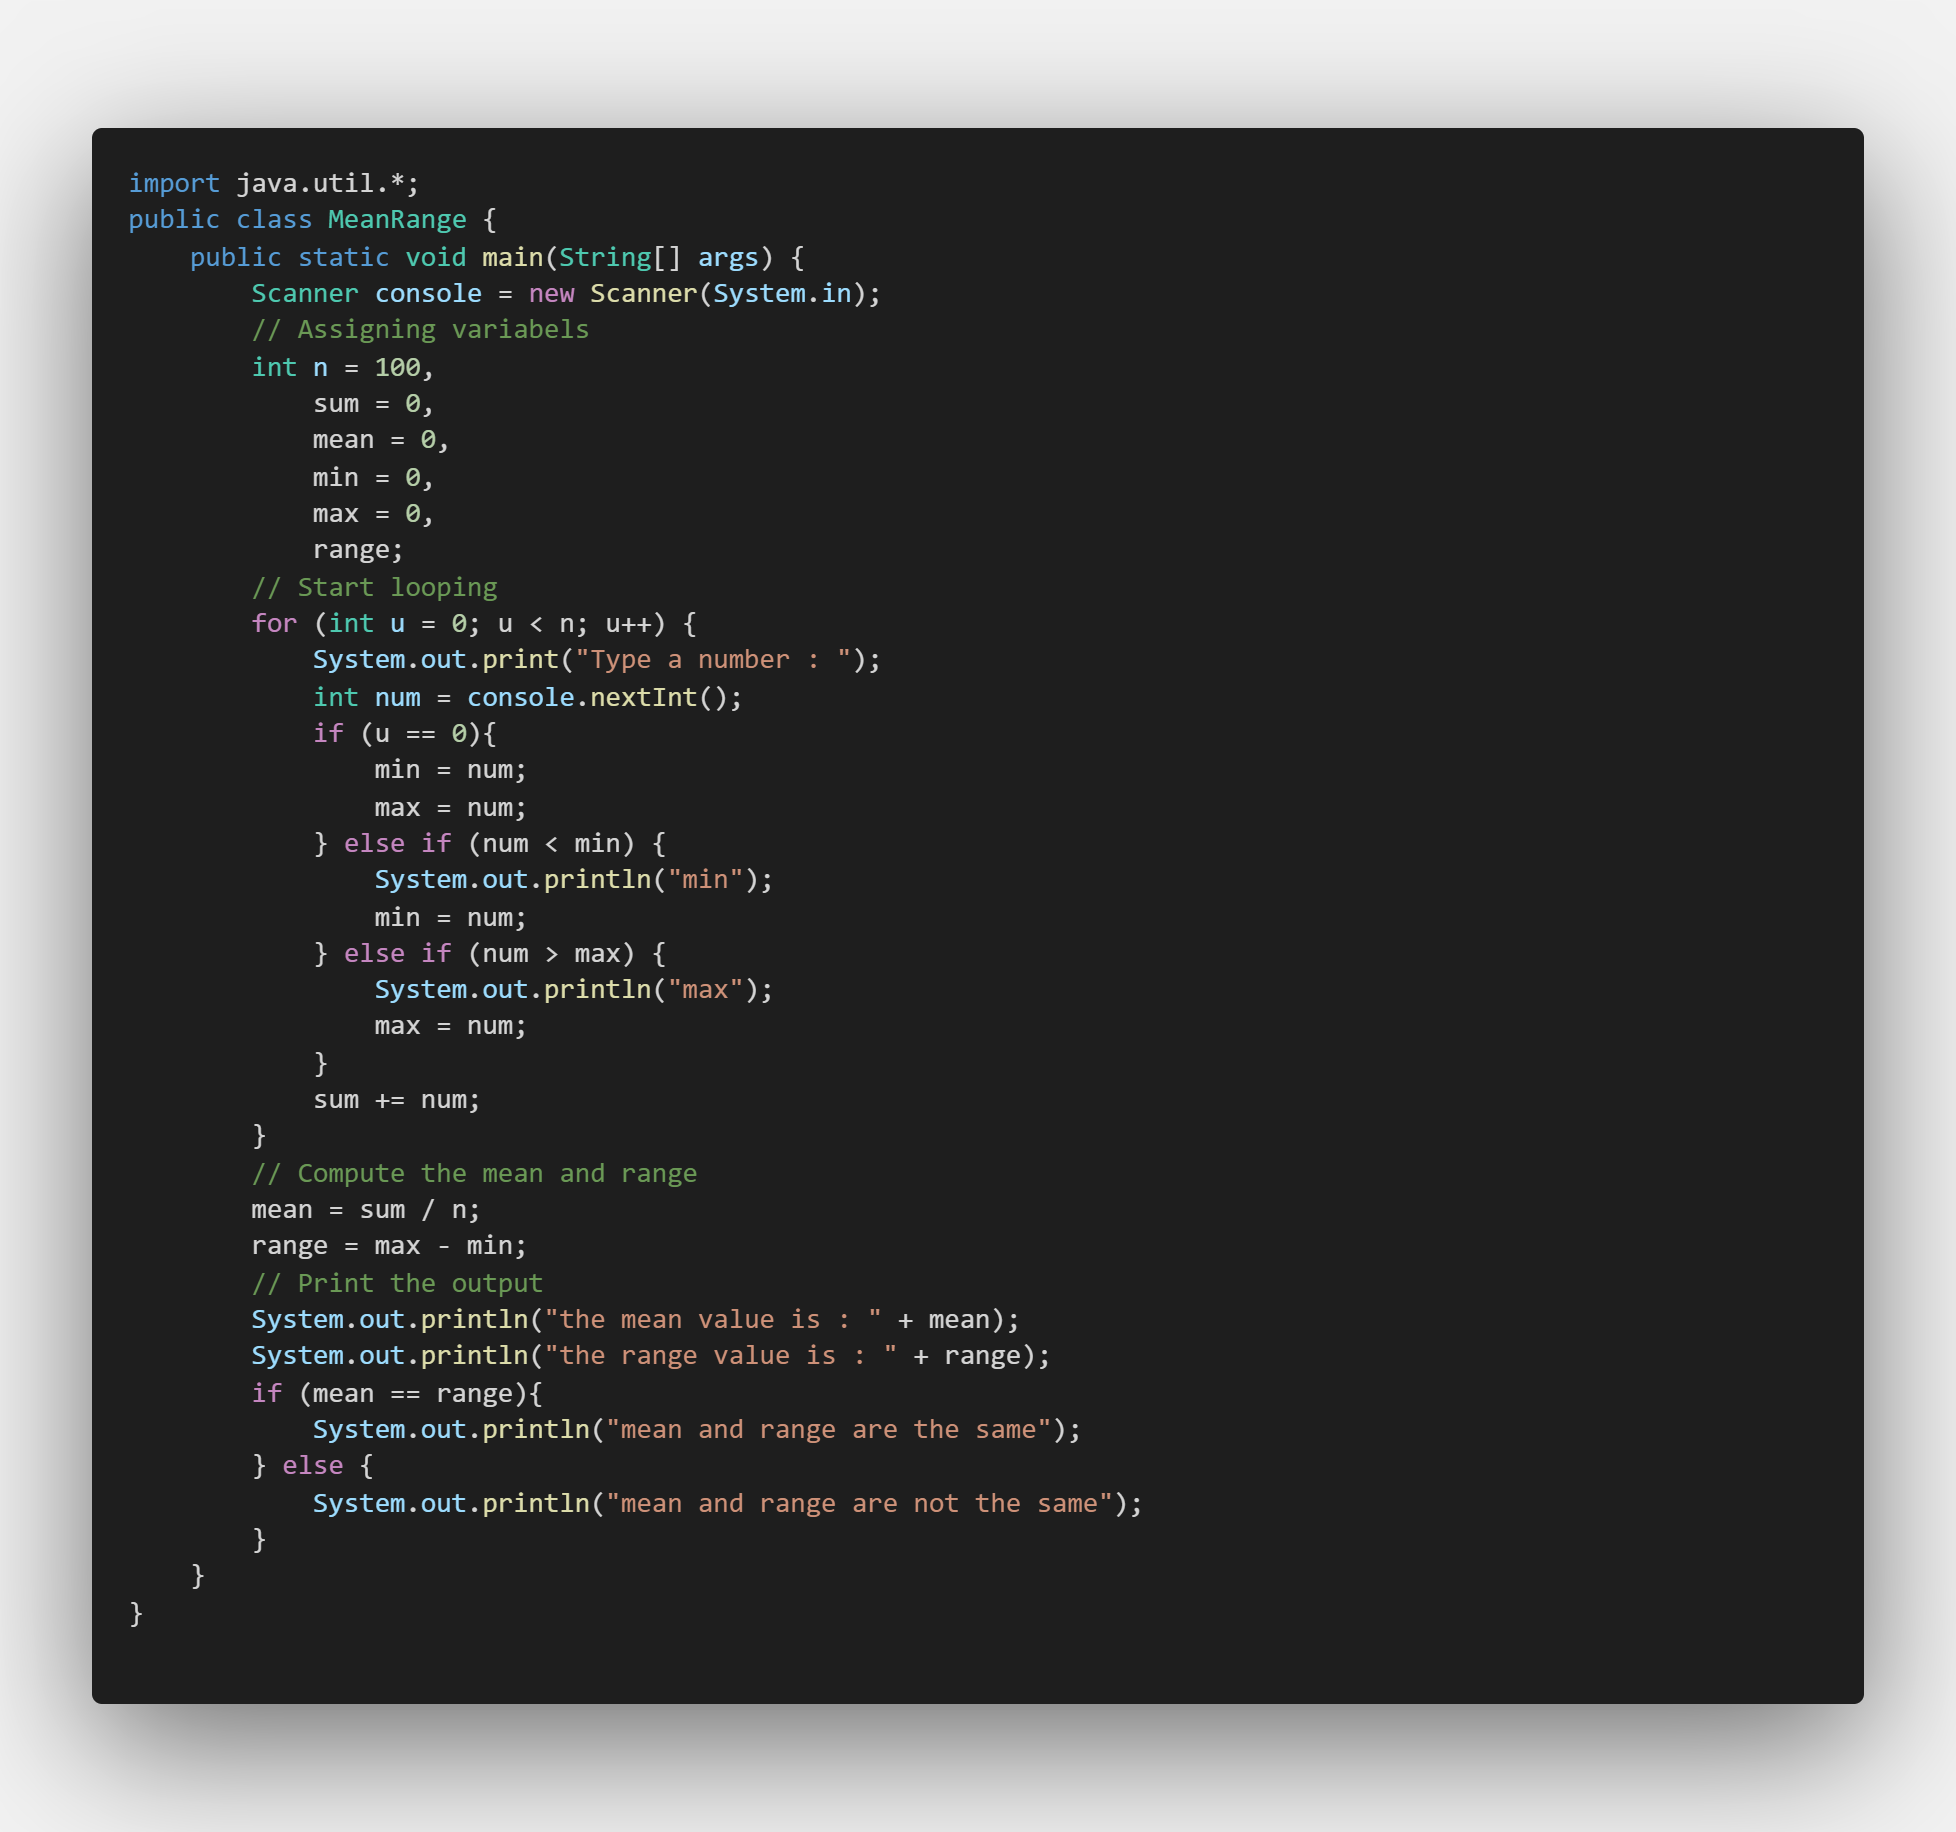 import java.util.*;
public class MeanRange {
    public static void main(String[] args) {
        Scanner console = new Scanner(System.in);
        // Assigning variabels
        int n = 100,
            sum = 0,
            mean = 0,
            min = 0,
            max = 0,
            range;
        // Start looping
        for (int u = 0; u < n; u++) {
            System.out.print("Type a number : ");
            int num = console.nextInt();
            if (u == 0){
                min = num;
                max = num;
            } else if (num < min) {
                System.out.println("min");
                min = num;
            } else if (num > max) {
                System.out.println("max");
                max = num;
            }
            sum += num;
        }
        // Compute the mean and range
        mean = sum / n;
        range = max - min;
        // Print the output
        System.out.println("the mean value is : " + mean);
        System.out.println("the range value is : " + range);
        if (mean == range){
            System.out.println("mean and range are the same");
        } else {
            System.out.println("mean and range are not the same");
        }
    }
}